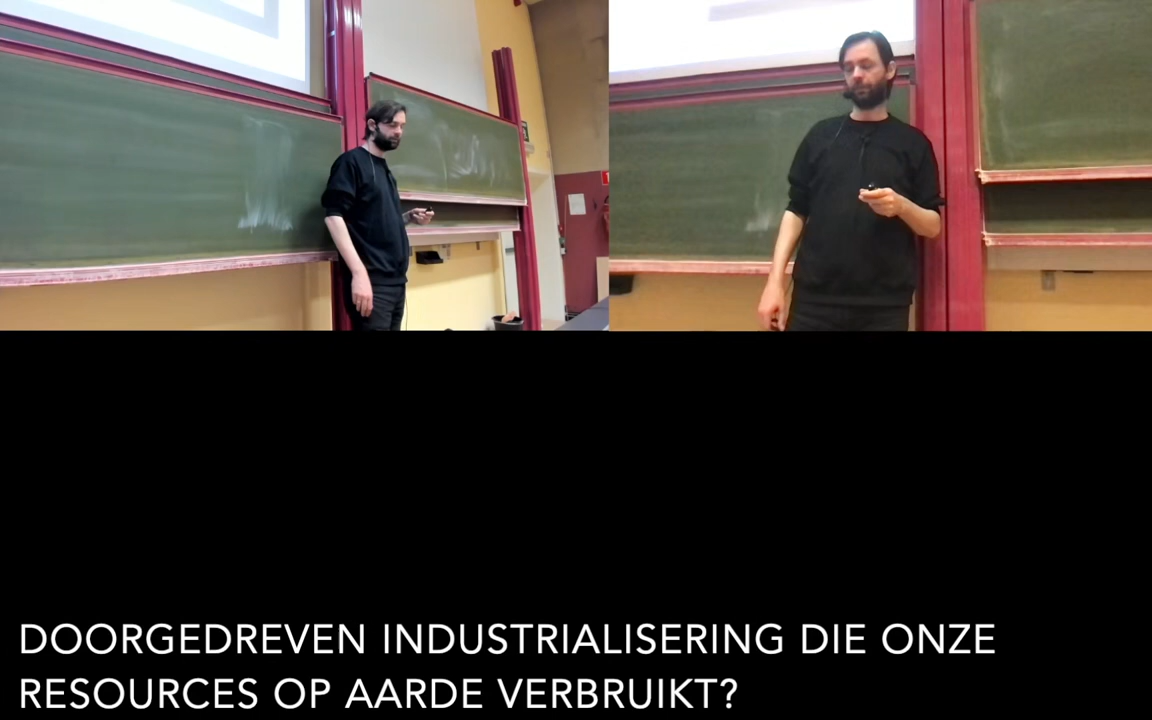 DOORGEDREVEN INDUSTRIALISERING DIE ONZE
RESOURCES OP AARDE VERBRUIKT?